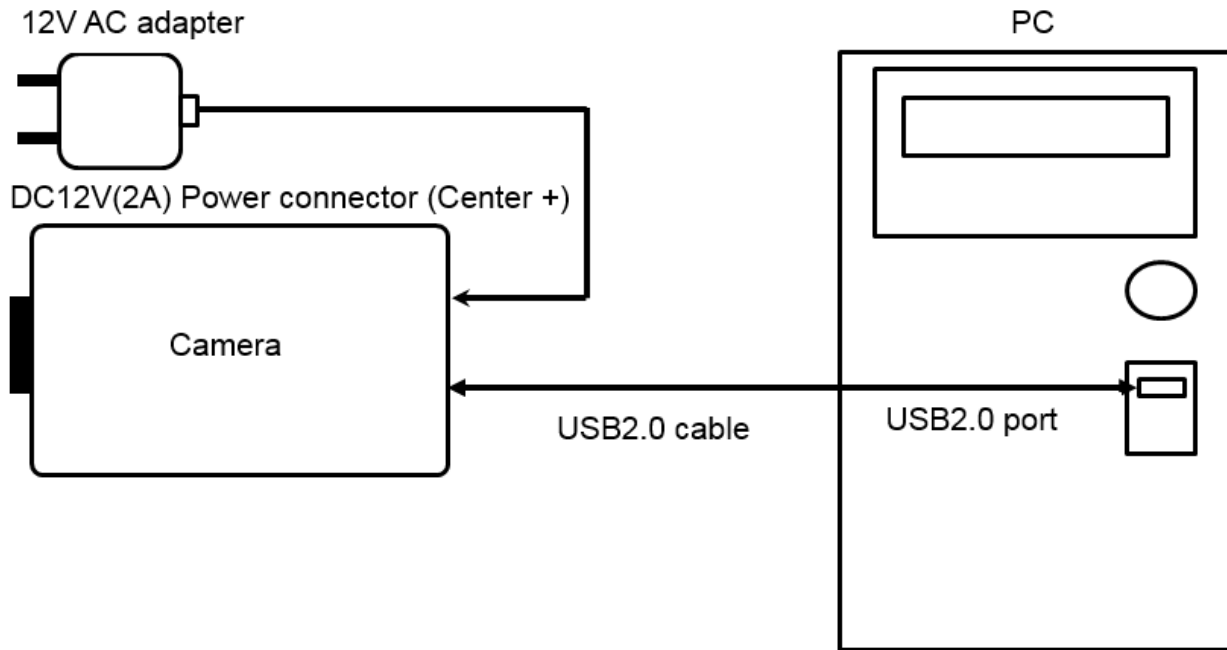 12V AC adapter
PC
DC12V(2A) Power connector (Center +)
Camera
USB2.0 cable
USB2.0 port